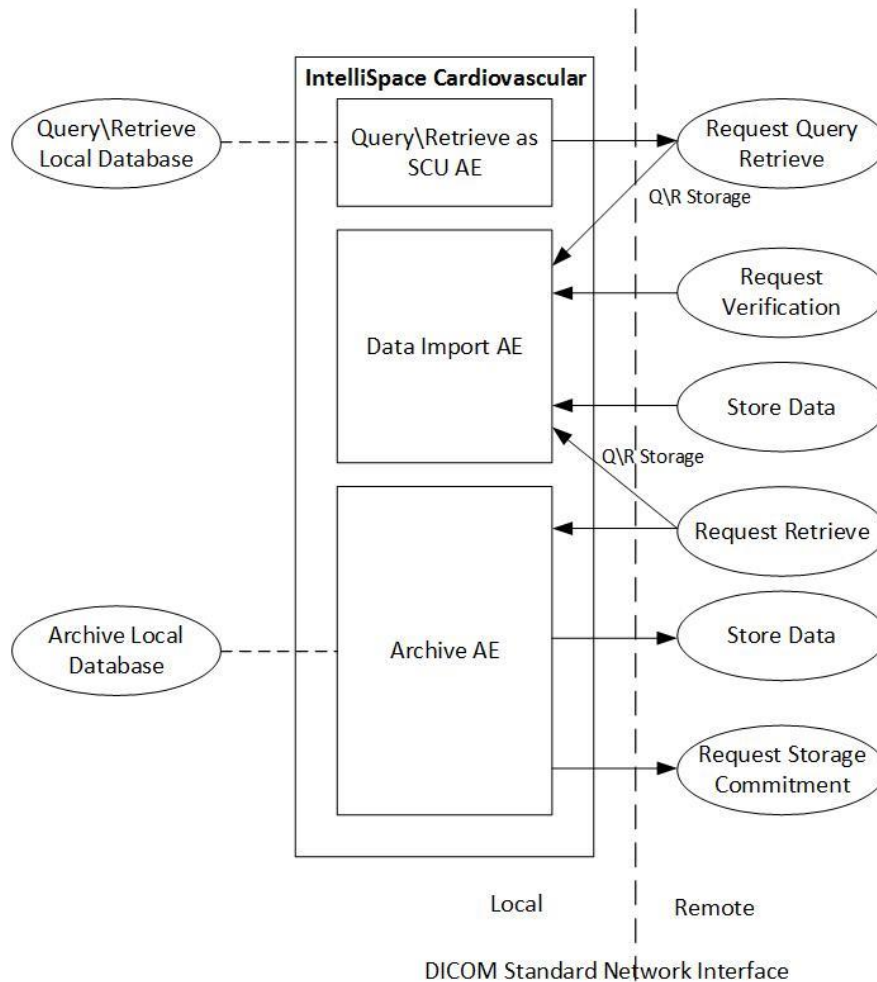 IntelliSpace Cardiovascular
Query\Retrieve
Local Database
Query\Retrieve as
SCU AE
Request Query
Retrieve
Q\R Storage
Request
Verification
Data Import AE
Store Data
Q\R Storage
Request Retrieve
Archive Local
Database
Archive AE
Store Data
Request Storage
Commitment
Local
Remote
DICOM Standard Network Interface